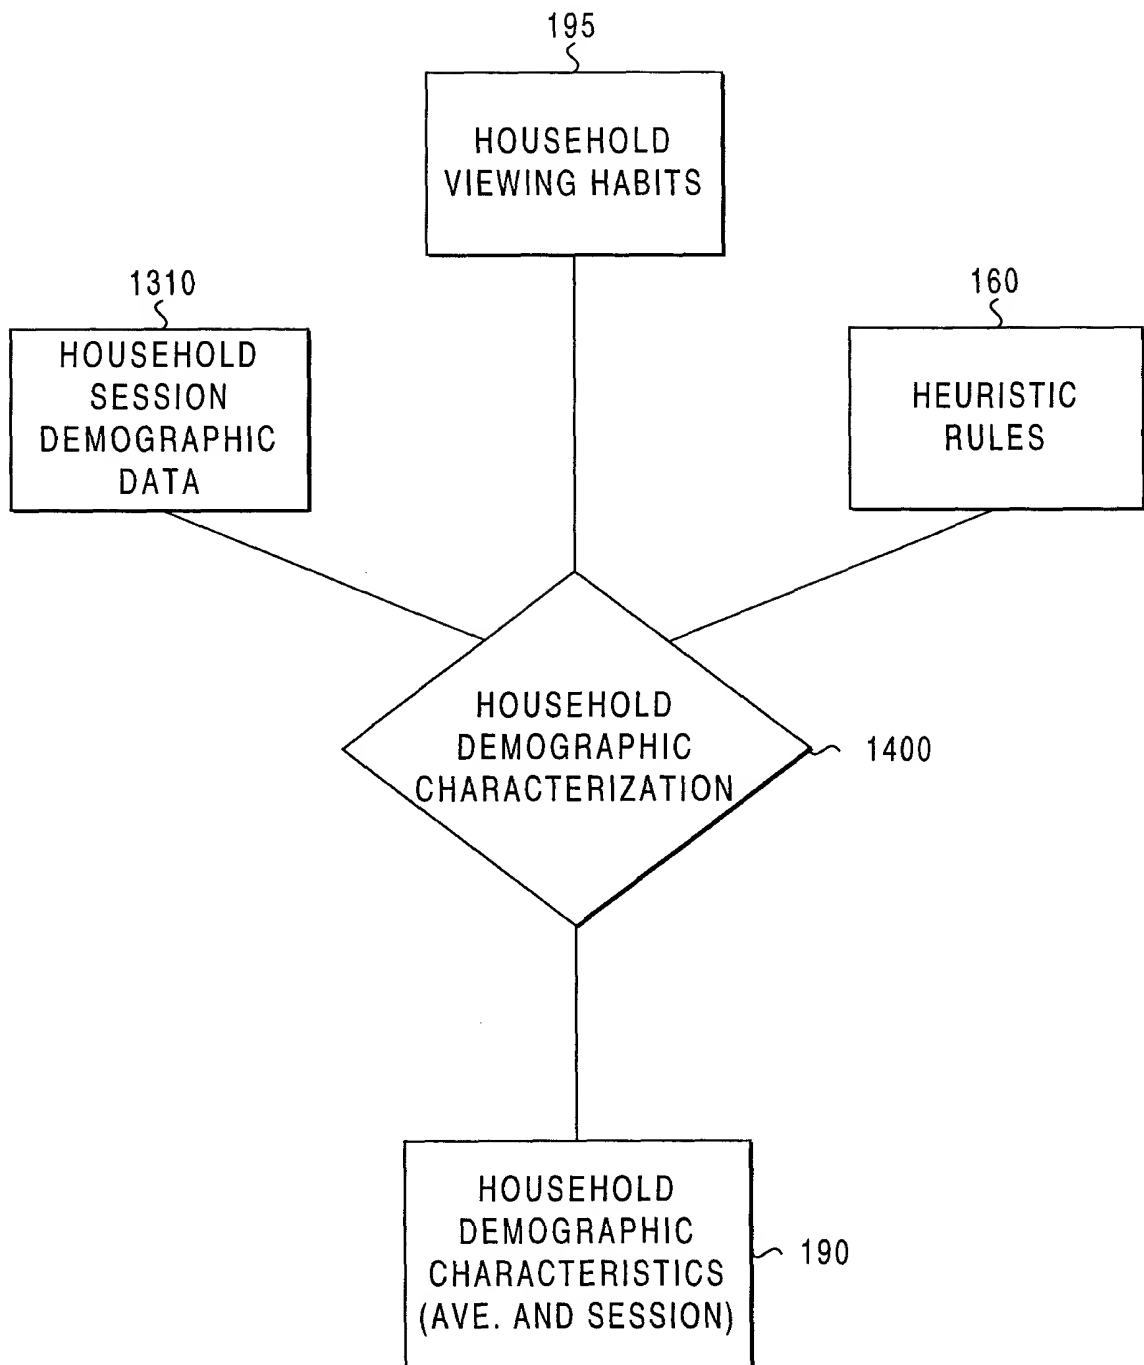 195
HOUSEHOLD
VIEWING HABITS
1310
HOUSEHOLD
SESSION
DEMOGRAPHIC
DATA
160
HEURISTIC
RULES
HOUSEHOLD
DEMOGRAPHIC
CHARACTERIZATION
1400
HOUSEHOLD
DEMOGRAPHIC
CHARACTERISTICS
(AVE. AND SESSION)
190